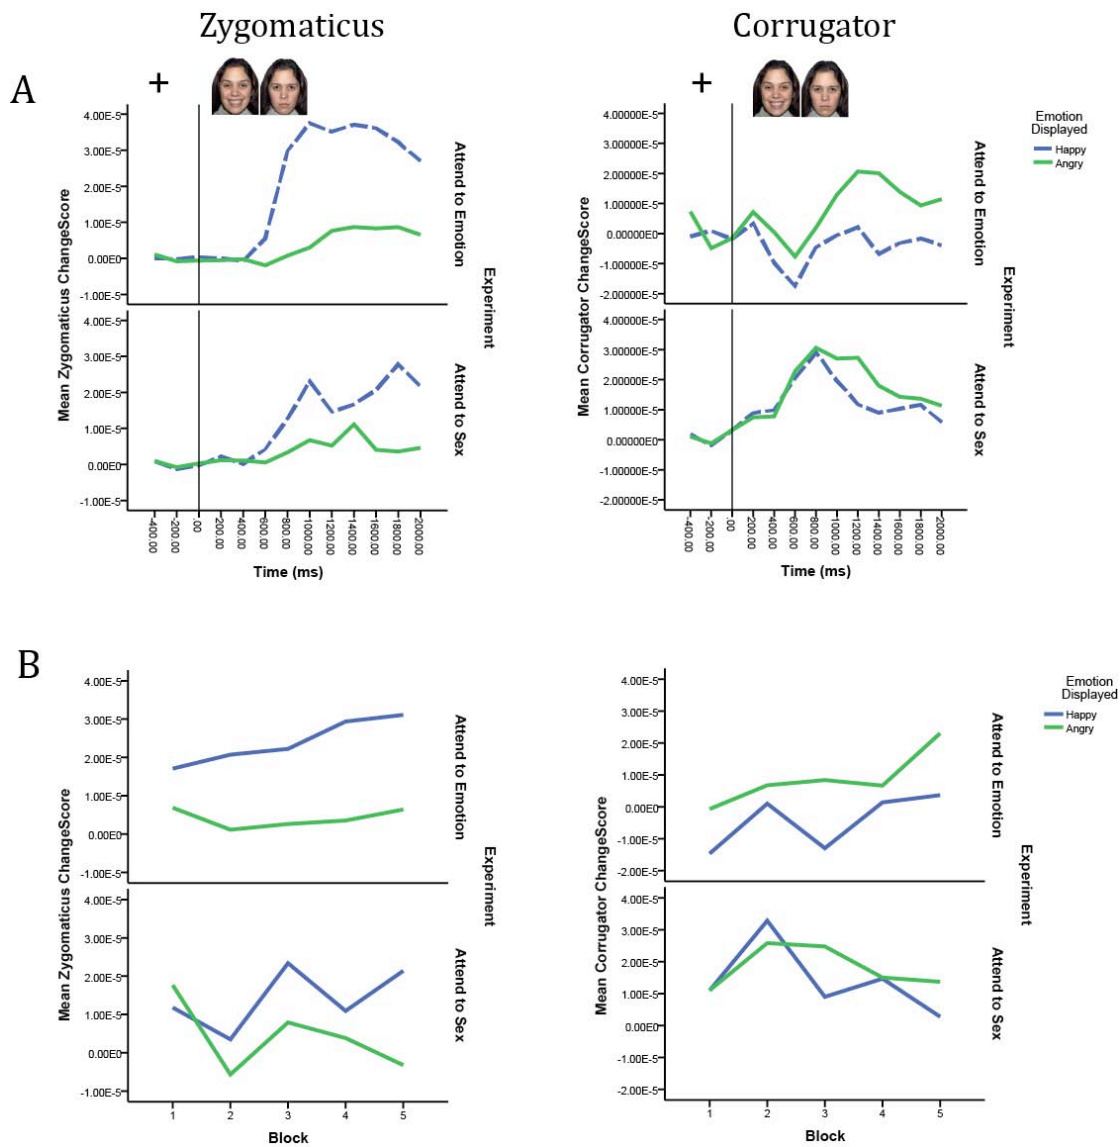 Zygomaticus
Corrugator
A
+
+
Emotion
Displayed
Happy
Angry
Mean Zygomaticus ChangeScore
4.00E-5
3.00E-5
2.00E-5
1.00E-5
0.00E0
-1.00E-5
Attend to Emotion
4.00E-5
3.00E-5
2.00E-5
1.00E-5
0.00E0
-1.00E-5
Attend to Sex
Experiment
-400.00
-200.00
.00
200.00
400.00
600.00
800.00
1000.00
1200.00
1400.00
1600.00
1800.00
2000.00
Time (ms)
Mean Corrugator ChangeScore
4.00000E-5
3.00000E-5
2.00000E-5
1.00000E-5
0.00000E0
-1.00000E-5
-2.00000E-5
Attend to Emotion
4.00000E-5
3.00000E-5
2.00000E-5
1.00000E-5
0.00000E0
-1.00000E-5
-2.00000E-5
Attend to Sex
Experiment
-400.00
-200.00
.00
200.00
400.00
600.00
800.00
1000.00
1200.00
1400.00
1600.00
1800.00
2000.00
Time (ms)
B
Emotion
Displayed
Happy
Angry
Mean Zygomaticus ChangeScore
4.00E-5
3.00E-5
2.00E-5
1.00E-5
0.00E0
-1.00E-5
Attend to Emotion
4.00E-5
3.00E-5
2.00E-5
1.00E-5
0.00E0
-1.00E-5
Attend to Sex
Experiment
1
2
3
4
5
Block
Mean Corrugator ChangeScore
4.00E-5
3.00E-5
2.00E-5
1.00E-5
0.00E0
-1.00E-5
-2.00E-5
Attend to Emotion
4.00E-5
3.00E-5
2.00E-5
1.00E-5
0.00E0
-1.00E-5
-2.00E-5
Attend to Sex
Experiment
1
2
3
4
5
Block